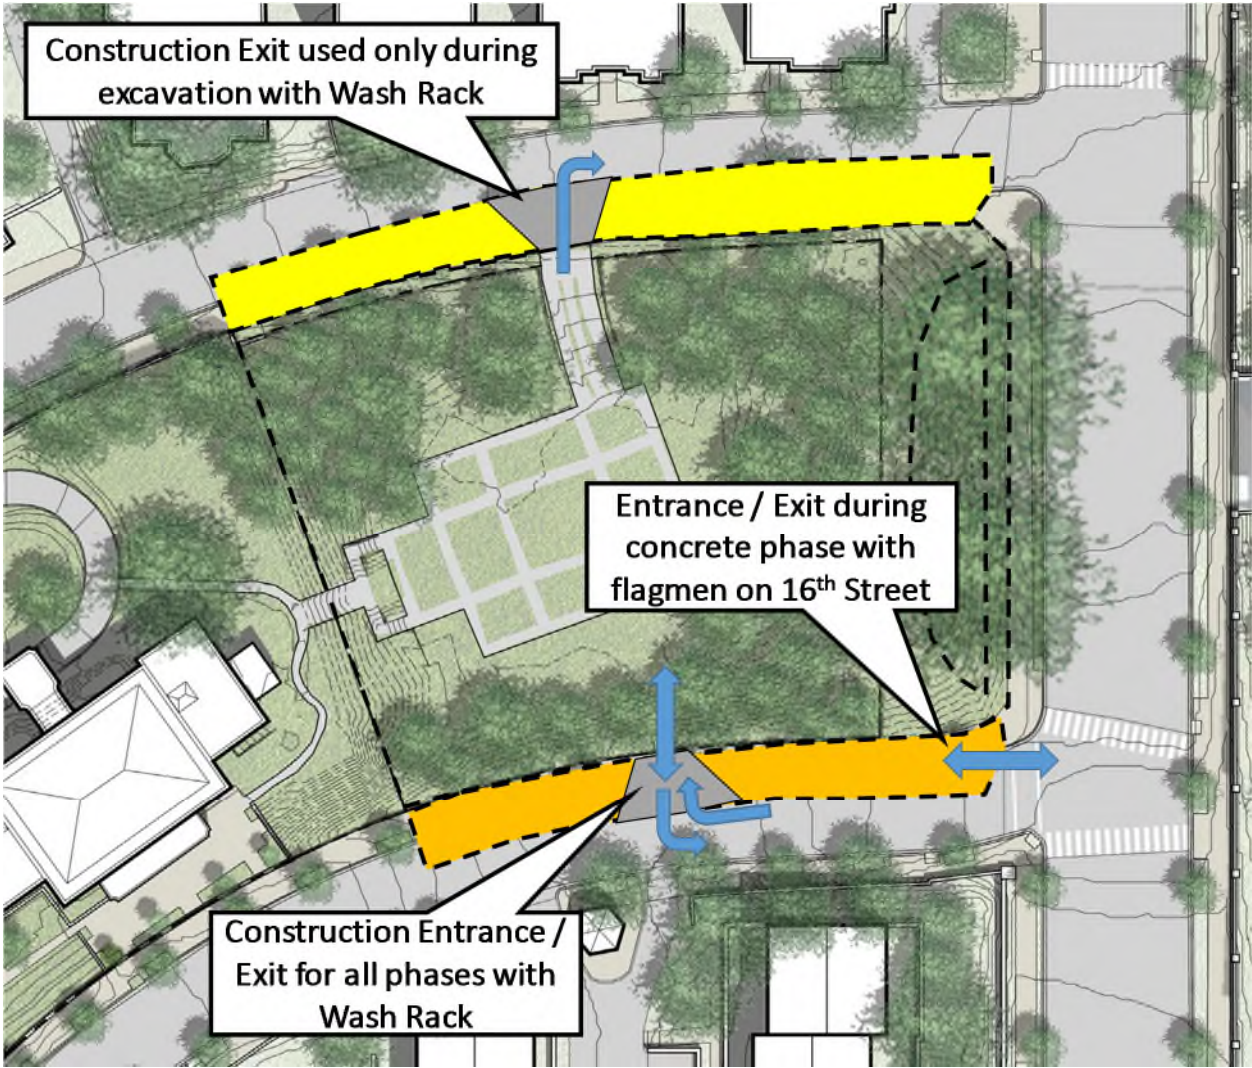 Construction Exit used only during
excavation with Wash Rack
Entrance / Exit during
concrete phase with
flagmen on 16th Street
Construction Entrance /
Exit for all phases with
Wash Rack